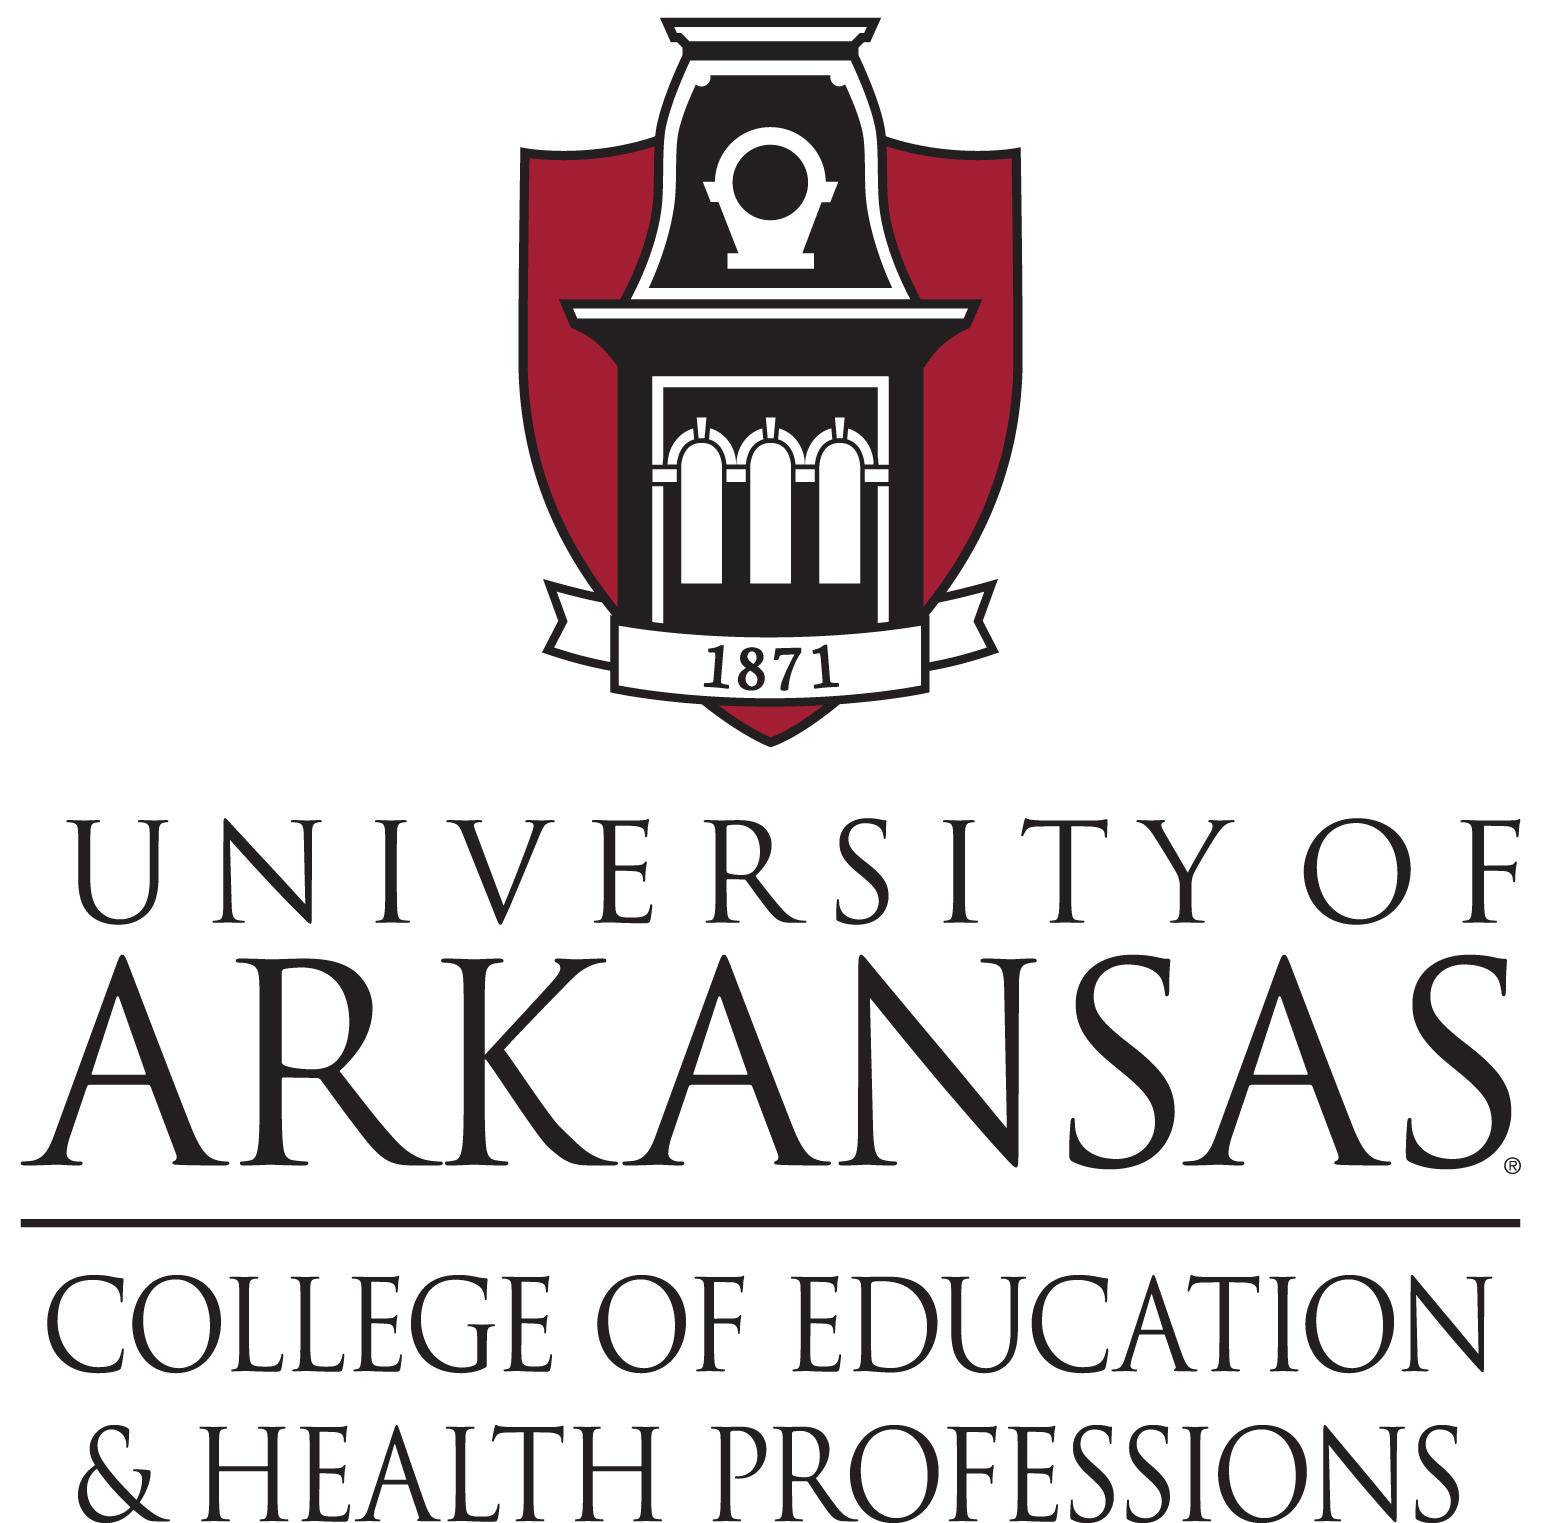 1871
UNIVERSITY OF
ARKANSAS®
COLLEGE OF EDUCATION
& HEALTH PROFESSIONS